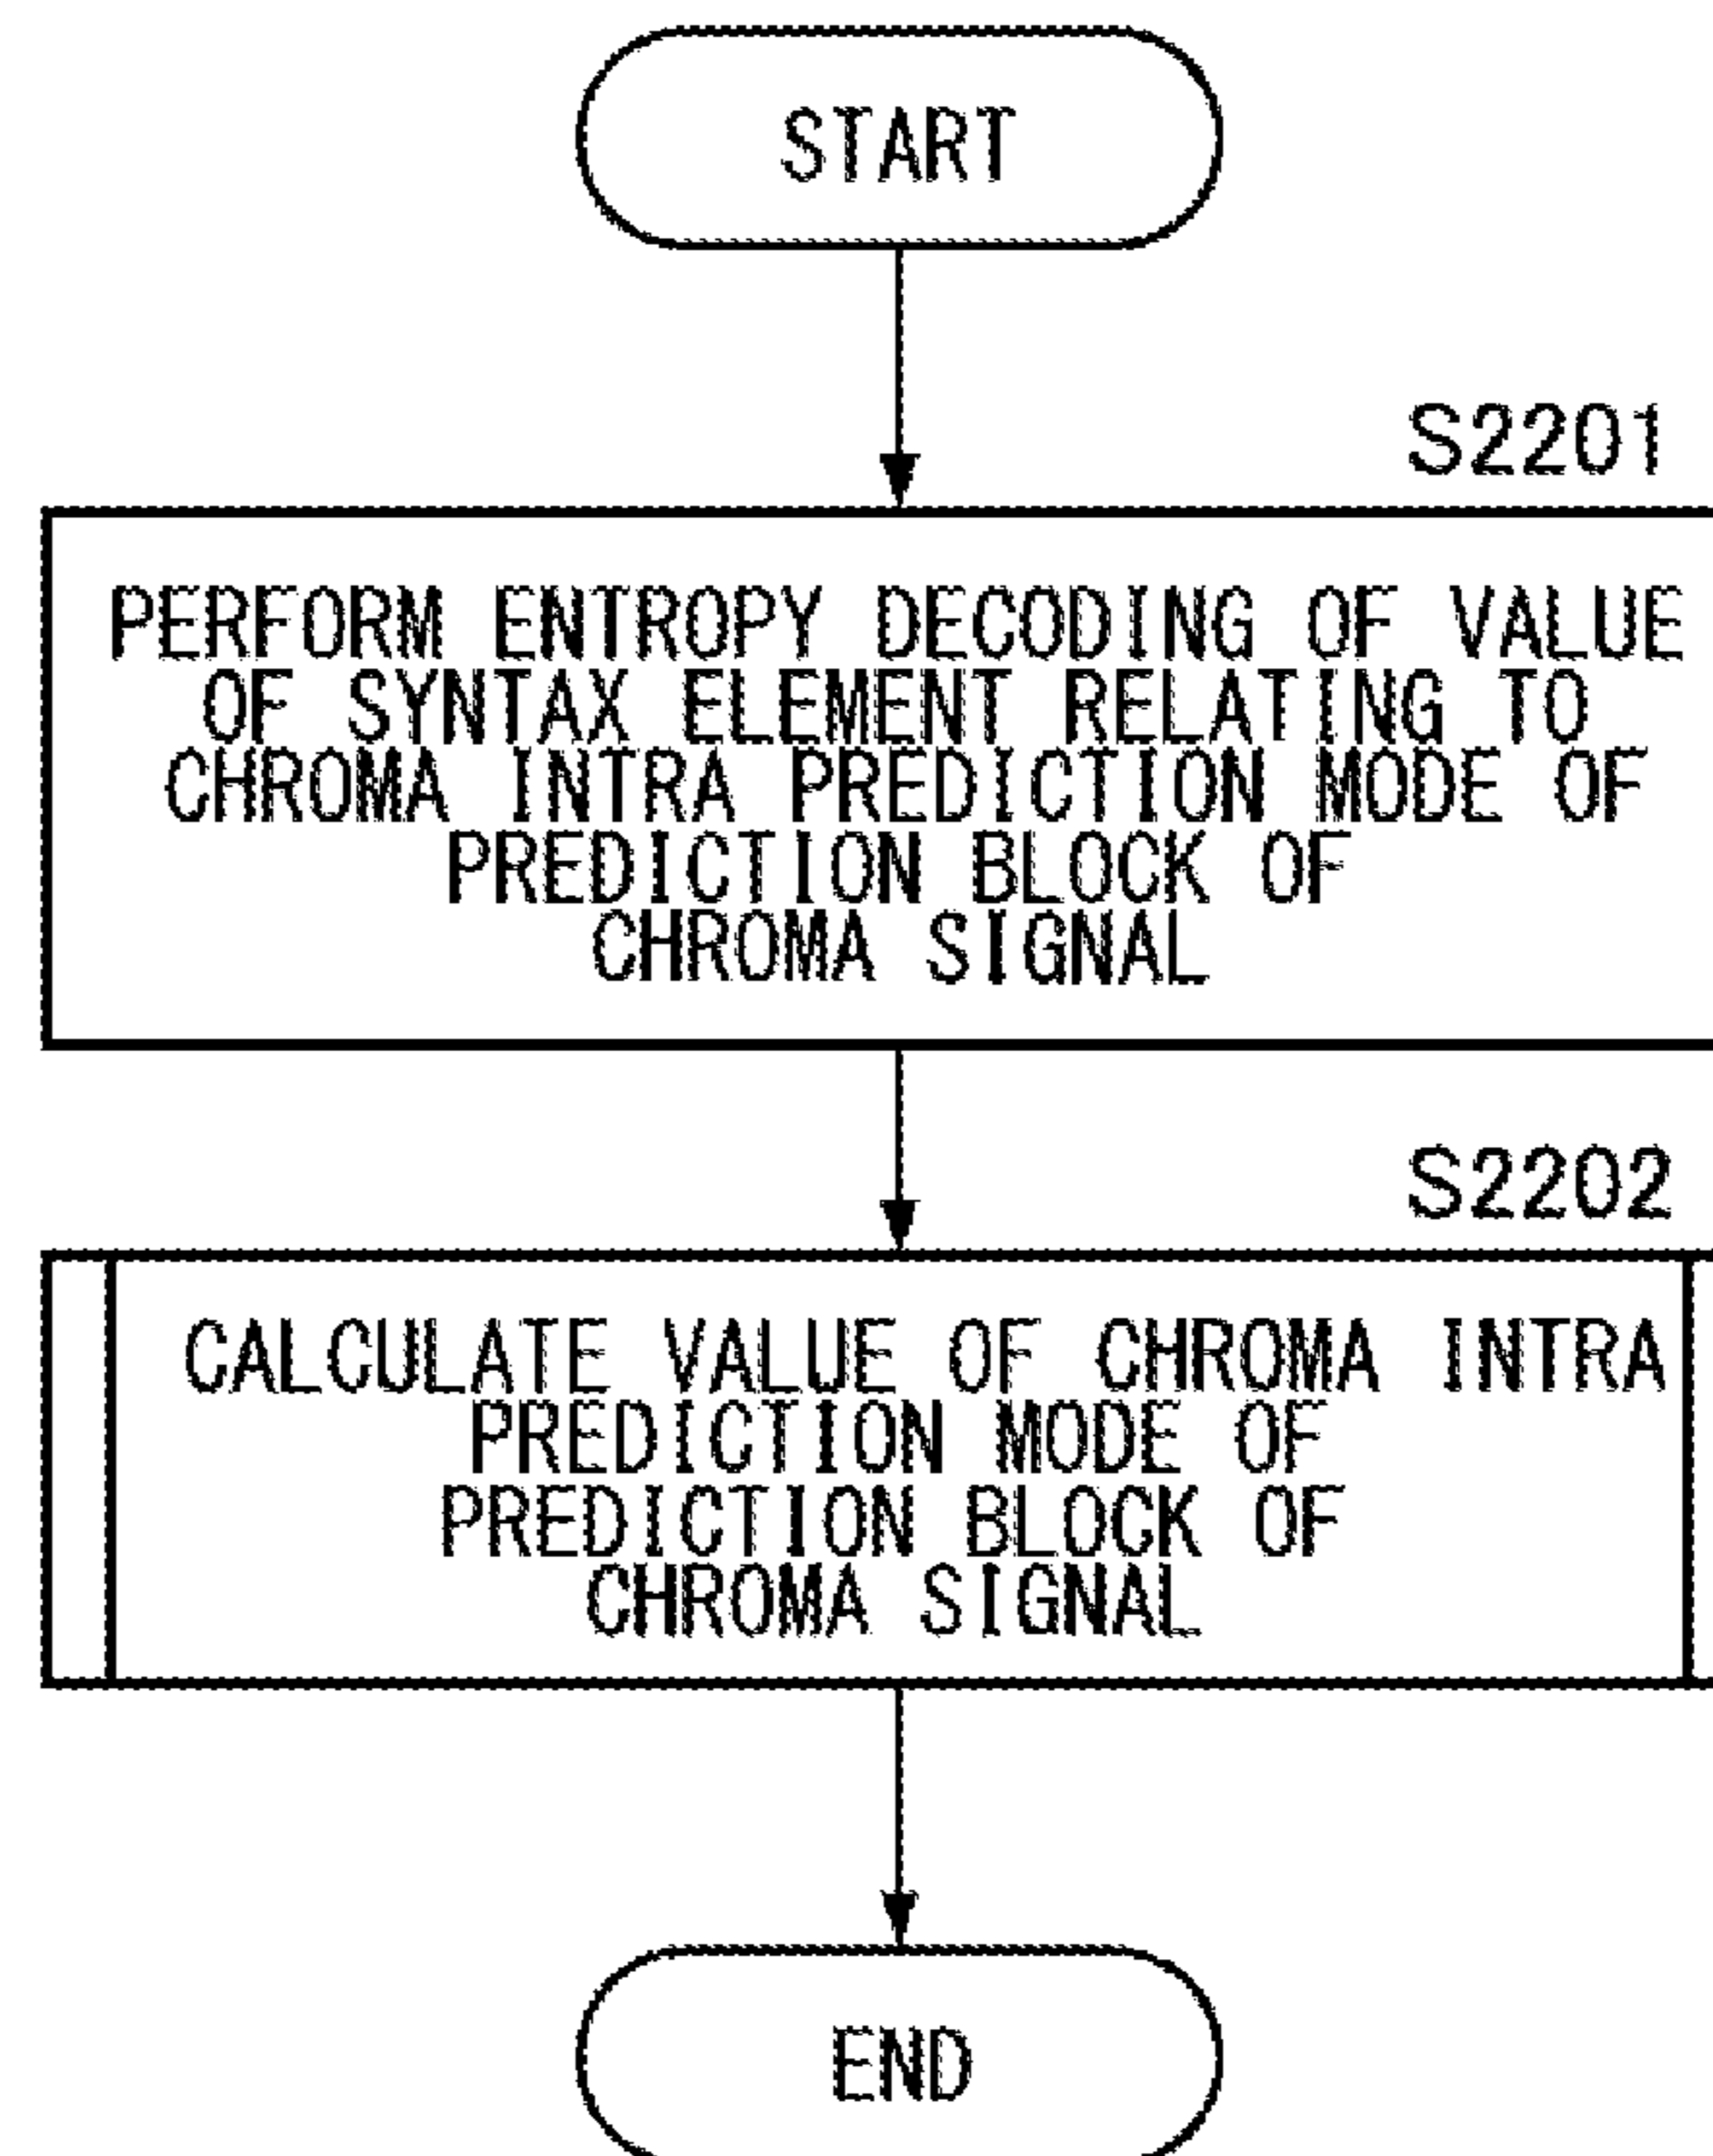 START
S2201
PERFORM ENTROPY DECODING OF VALUE
OF SYNTAX ELEMENT RELATING TO
CHROMA INTRA PREDICTION MODE OF
PREDICTION BLOCK OF
CHROMA SIGNAL
S2202
CALCULATE VALUE OF CHROMA INTRA
PREDICTION MODE OF
PREDICTION BLOCK OF
CHROMA SIGNAL
END